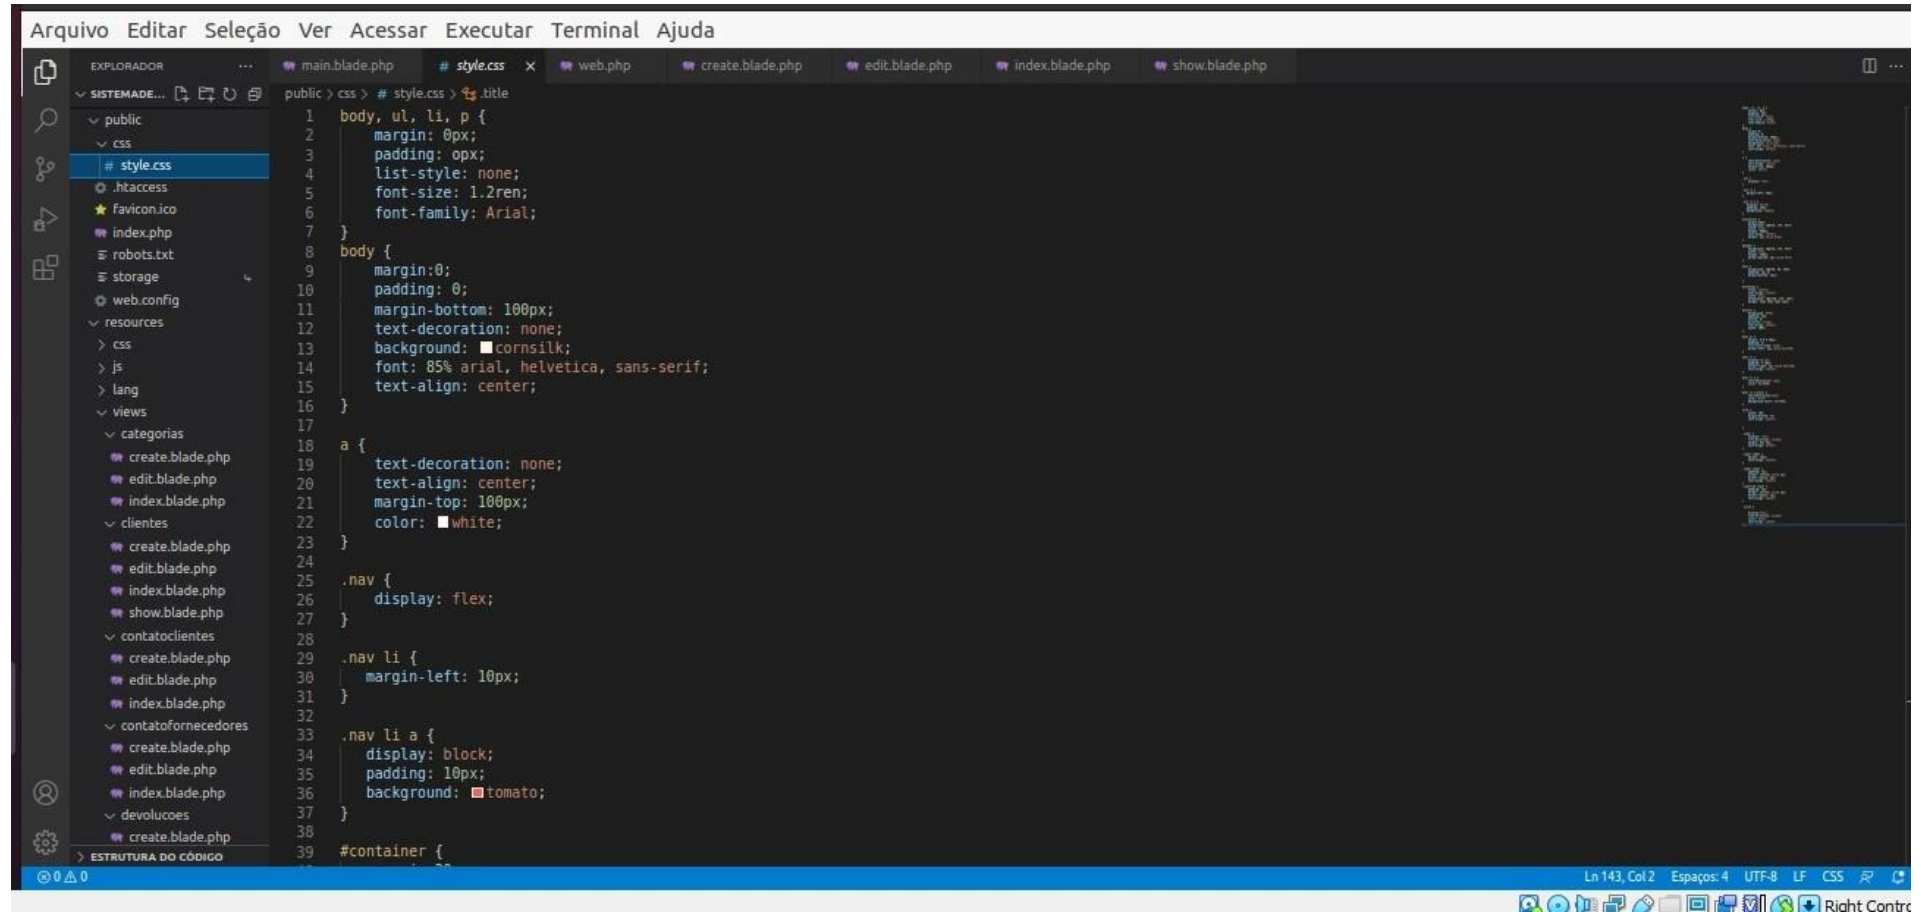 Arquivo Editar Seleção Ver Acessar Executar Terminal Ajuda
EXPLORADOR ...
main.blade.php # style.css X web.php create.blade.php edit.blade.php index.blade.php show.blade.php ...
SISTEMADE...
public > css > # style.css > .title
public
css
# style.css
.htaccess
favicon.ico
index.php
robots.txt
storage
web.config
resources
css
js
lang
views
categorias
create.blade.php
edit.blade.php
index.blade.php
clientes
create.blade.php
edit.blade.php
index.blade.php
show.blade.php
contatoclientes
create.blade.php
edit.blade.php
index.blade.php
contatofornecedores
create.blade.php
edit.blade.php
index.blade.php
devolucoes
create.blade.php
ESTRUTURA DO CÓDIGO
1 body, ul, li, p {
2 margin: 0px;
3 padding: opx;
4 list-style: none;
5 font-size: 1.2ren;
6 font-family: Arial;
7 }
8 body {
9 margin:0;
10 padding: 0;
11 margin-bottom: 100px;
12 text-decoration: none;
13 background: cornsilk;
14 font: 85% arial, helvetica, sans-serif;
15 text-align: center;
16 }
17
18 a {
19 text-decoration: none;
20 text-align: center;
21 margin-top: 100px;
22 color: white;
23 }
24
25 .nav {
26 display: flex;
27 }
28
29 .nav li {
30 margin-left: 10px;
31 }
32
33 .nav li a {
34 display: block;
35 padding: 10px;
36 background: tomato;
37 }
38
39 #container {
0 0 Ln 143, Col 2 Espaços: 4 UTF-8 LF CSS
Right Contro